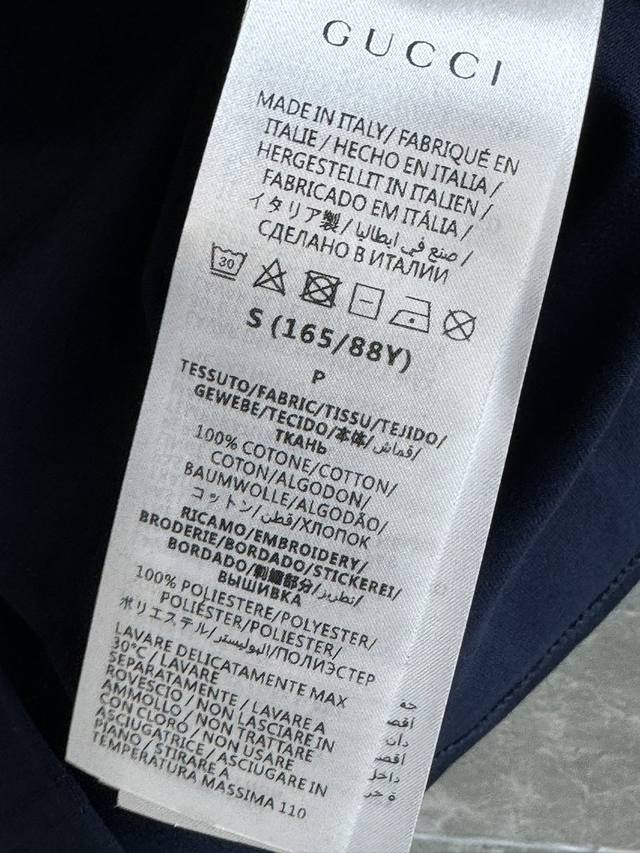 GUCCI
MADE IN ITALY/ FABRIQUÉ EN
ITALIE / HECHO EN ITALIA /
HERGESTELLT IN ITALIEN /
FABRICADO EM ITÁLIA /
イタリア製 / صنع في ايطاليا /
СДЕЛАНО В ИТАЛИИ
30
S (165/88Y)
P
TESSUTO/FABRIC/TISSU/TEJIDO/
GEWEBE/TECIDO/本体/قماش/
ТКАНЬ
100% COTONE/COTTON/
COTON/ALGODON/
BAUMWOLLE/ALGODÃO/
コットン/قطن/ХЛОПОК
RICAMO/EMBROIDERY/
BRODERIE/BORDADO/STICKEREI/
BORDADO/刺繍部分/تطريز/
ВЫШИВКА
100% POLIESTERE/POLYESTER/
POLIÉSTER/POLIESTER/
ポリエステル/البوليستر/ПОЛИЭСТЕР
LAVARE DELICATAMENTE MAX
30°C / LAVARE
SEPARATAMENTE / LAVARE A
ROVESCIO / NON LASCIARE IN
AMMOLLO / NON TRATTARE
CON CLORO / NON USARE
ASCIUGATRICE / ASCIUGARE IN
PIANO / STIRARE A
TEMPERATURA MASSIMA 110